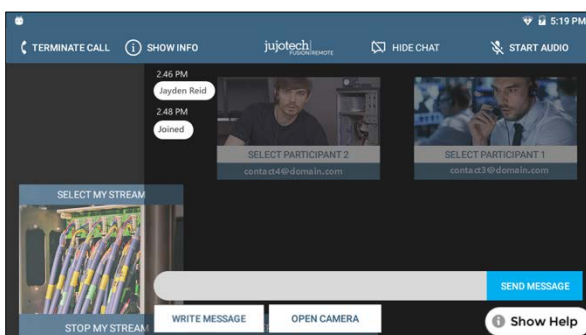 5:19 PM
TERMINATE CALL
SHOW INFO
jujotech
FUSION|REMOTE
HIDE CHAT
START AUDIO
2.46 PM
Jayden Reid
2.48 PM
Joined
SELECT PARTICIPANT 2
contact4@domain.com
SELECT PARTICIPANT 1
contact3@domain.com
SELECT MY STREAM
SEND MESSAGE
STOP MY STREAM
WRITE MESSAGE
OPEN CAMERA
Show Help